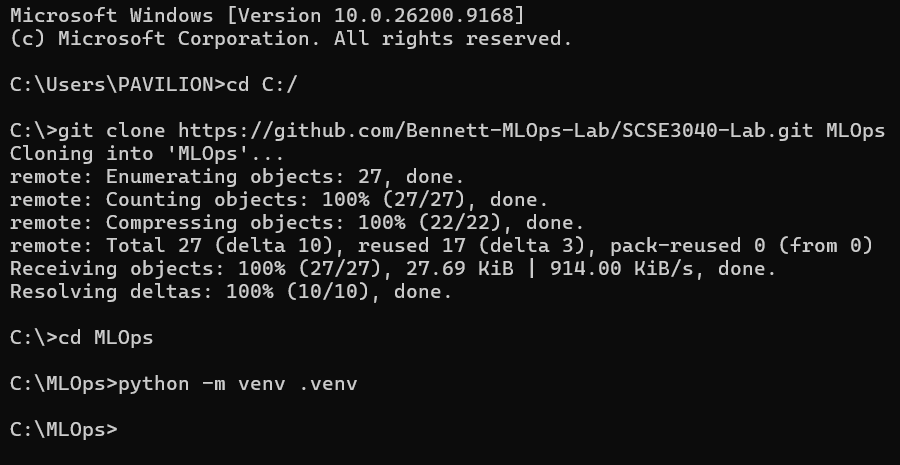 Microsoft Windows [Version 10.0.26200.9168]
(c) Microsoft Corporation. All rights reserved.
C:\Users\PAVILION>cd C:/
C:\>git clone https://github.com/Bennett-MLOps-Lab/SCSE3040-Lab.git MLOps
Cloning into 'MLOps'...
remote: Enumerating objects: 27, done.
remote: Counting objects: 100% (27/27), done.
remote: Compressing objects: 100% (22/22), done.
remote: Total 27 (delta 10), reused 17 (delta 3), pack-reused 0 (from 0)
Receiving objects: 100% (27/27), 27.69 KiB | 914.00 KiB/s, done.
Resolving deltas: 100% (10/10), done.
C:\>cd MLOps
C:\MLOps>python -m venv .venv
C:\MLOps>